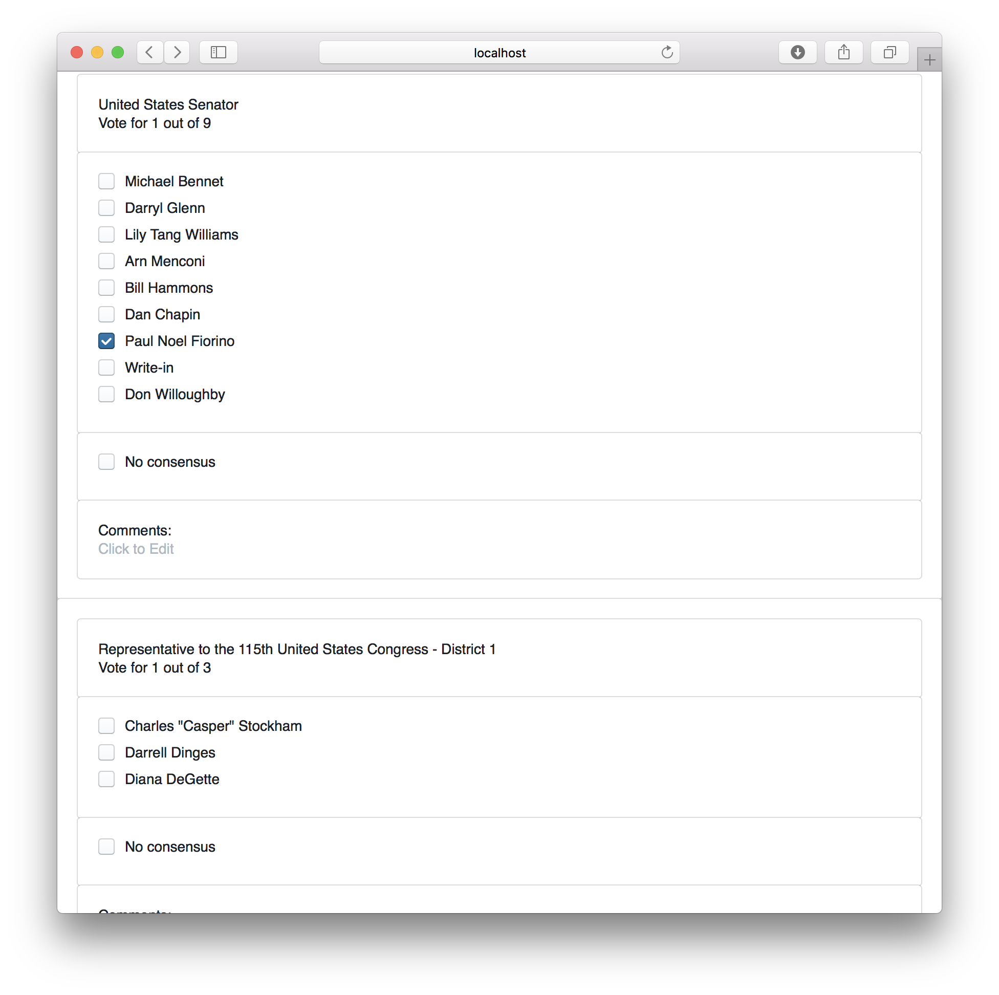 localhost
United States Senator
Vote for 1 out of 9
Michael Bennet
Darryl Glenn
Lily Tang Williams
Arn Menconi
Bill Hammons
Dan Chapin
Paul Noel Fiorino
Write-in
Don Willoughby
No consensus
Comments:
Click to Edit
Representative to the 115th United States Congress - District 1
Vote for 1 out of 3
Charles "Casper" Stockham
Darrell Dinges
Diana DeGette
No consensus
Comments: